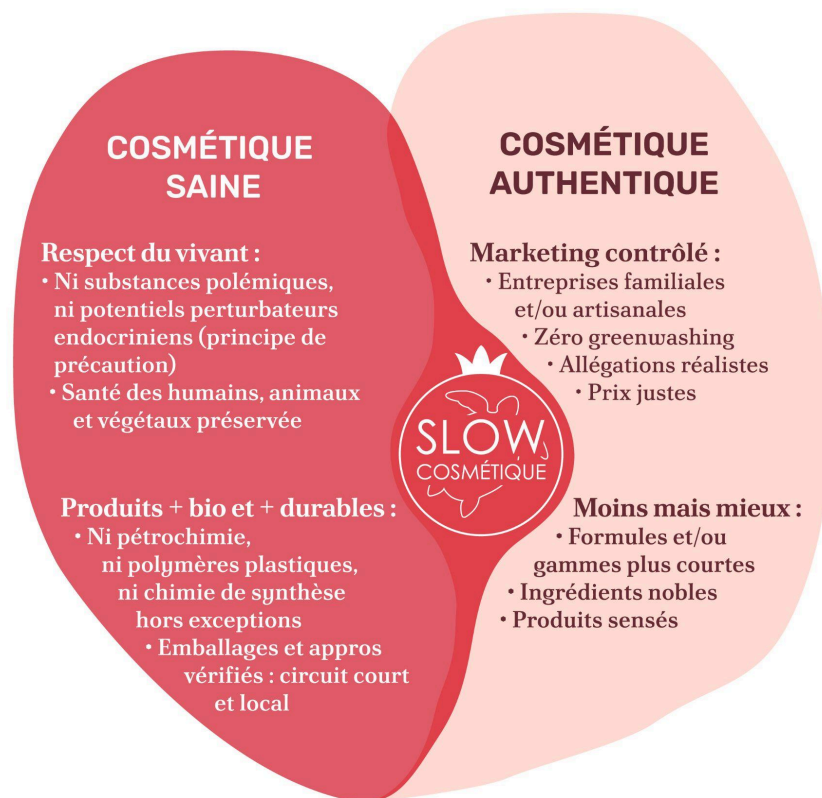 COSMÉTIQUE
SAINE
Respect du vivant :
• Ni substances polémiques,
ni potentiels perturbateurs
endocriniens (principe de
précaution)
• Santé des humains, animaux
et végétaux préservée
Produits + bio et + durables :
• Ni pétrochimie,
ni polymères plastiques,
ni chimie de synthèse
hors exceptions
• Emballages et appros
vérifiés : circuit court
et local
SLOW
COSMÉTIQUE
COSMÉTIQUE
AUTHENTIQUE
Marketing contrôlé :
• Entreprises familiales
et/ou artisanales
• Zéro greenwashing
• Allégations réalistes
• Prix justes
Moins mais mieux :
• Formules et/ou
gammes plus courtes
• Ingrédients nobles
• Produits sensés